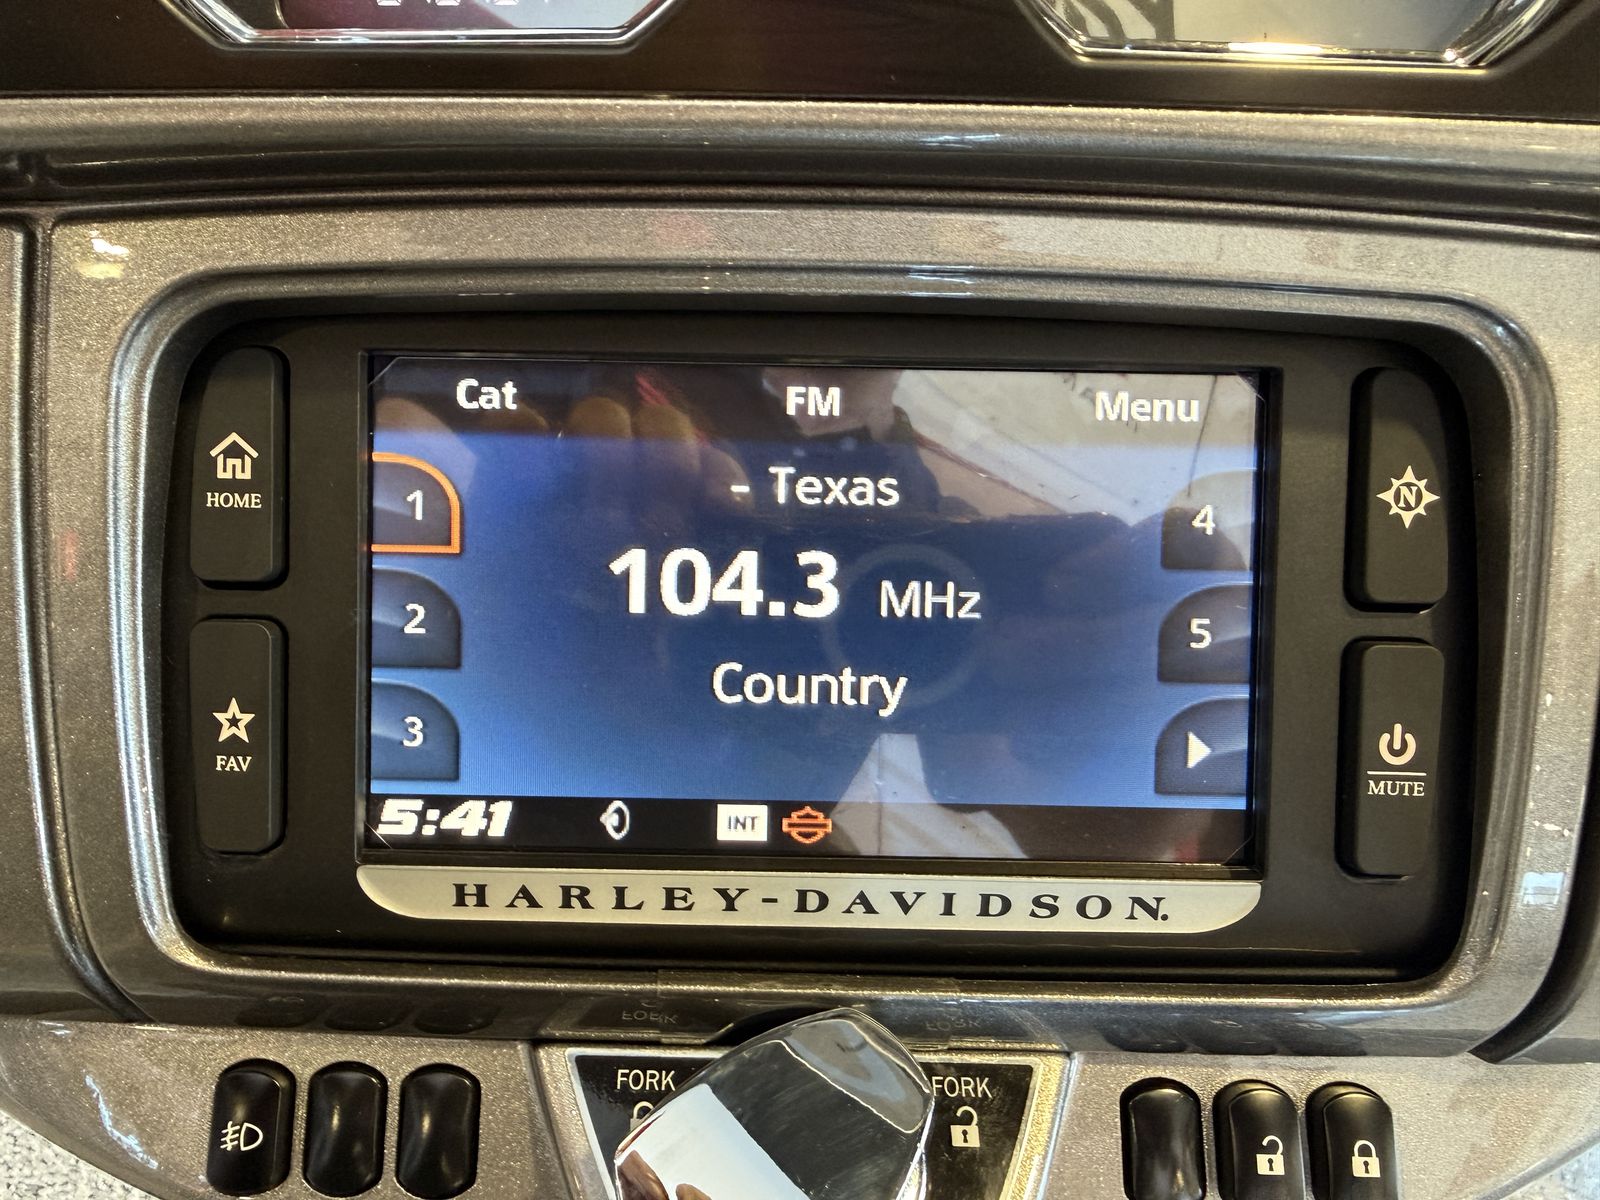 Cat FM Menu
- Texas
1 4
104.3 MHz
2 5
Country
3
5:41 INT
HOME
FAV
N
MUTE
HARLEY-DAVIDSON.
FORK FORK